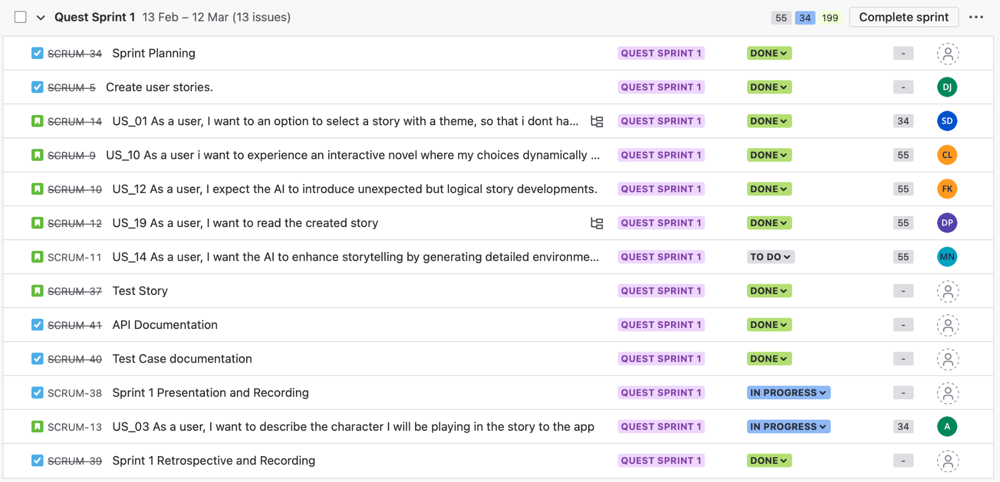 Quest Sprint 1 13 Feb – 12 Mar (13 issues) 55 34 199 Complete sprint
SCRUM-34 Sprint Planning QUEST SPRINT 1 DONE -
SCRUM-5 Create user stories. QUEST SPRINT 1 DONE - DJ
SCRUM-14 US_01 As a user, I want to an option to select a story with a theme, so that i dont ha... QUEST SPRINT 1 DONE 34 SD
SCRUM-9 US_10 As a user i want to experience an interactive novel where my choices dynamically ... QUEST SPRINT 1 DONE 55 CL
SCRUM-10 US_12 As a user, I expect the AI to introduce unexpected but logical story developments. QUEST SPRINT 1 DONE 55 FK
SCRUM-12 US_19 As a user, I want to read the created story QUEST SPRINT 1 DONE 55 DP
SCRUM-11 US_14 As a user, I want the AI to enhance storytelling by generating detailed environme... QUEST SPRINT 1 TO DO 55 MN
SCRUM-37 Test Story QUEST SPRINT 1 DONE -
SCRUM-41 API Documentation QUEST SPRINT 1 DONE -
SCRUM-40 Test Case documentation QUEST SPRINT 1 DONE -
SCRUM-38 Sprint 1 Presentation and Recording QUEST SPRINT 1 IN PROGRESS -
SCRUM-13 US_03 As a user, I want to describe the character I will be playing in the story to the app QUEST SPRINT 1 IN PROGRESS 34 A
SCRUM-39 Sprint 1 Retrospective and Recording QUEST SPRINT 1 DONE -